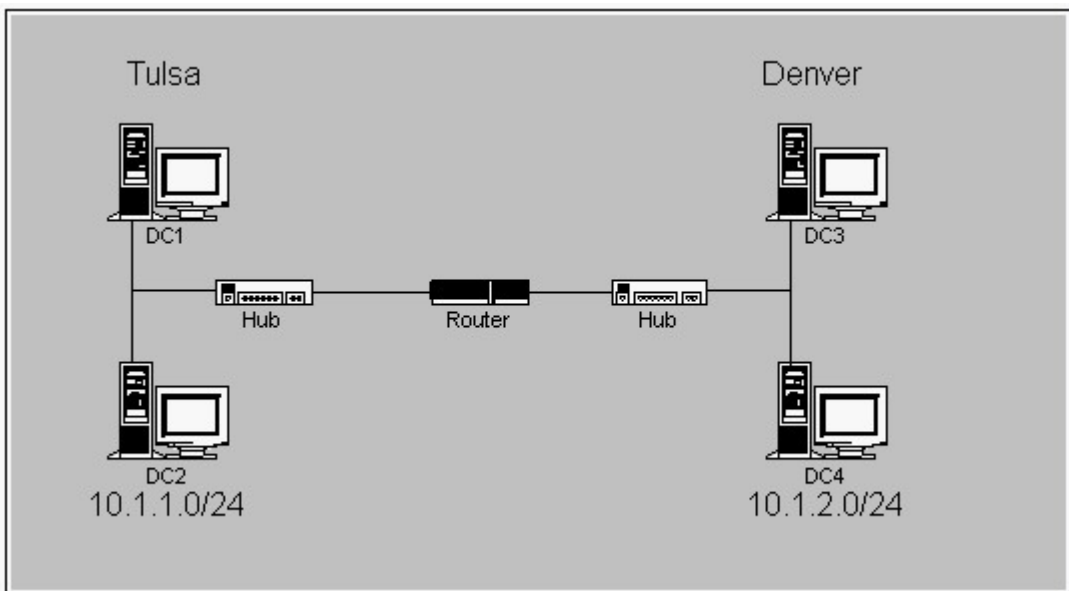 Tulsa
Denver
DC1
DC3
Hub
Router
Hub
DC2
DC4
10.1.1.0/24
10.1.2.0/24